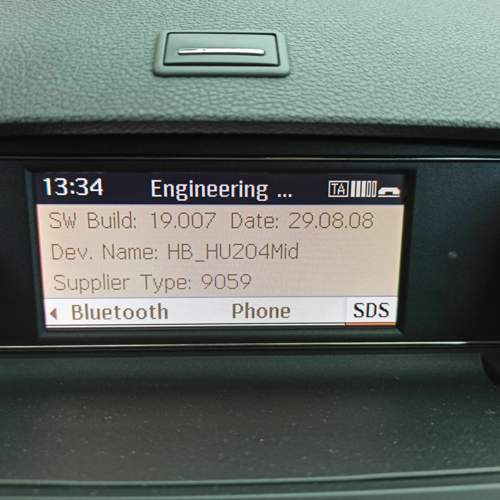 13:34 Engineering ... TA
SW Build: 19.007 Date: 29.08.08
Dev. Name: HB_HU204Mid
Supplier Type: 9059
Bluetooth Phone SDS